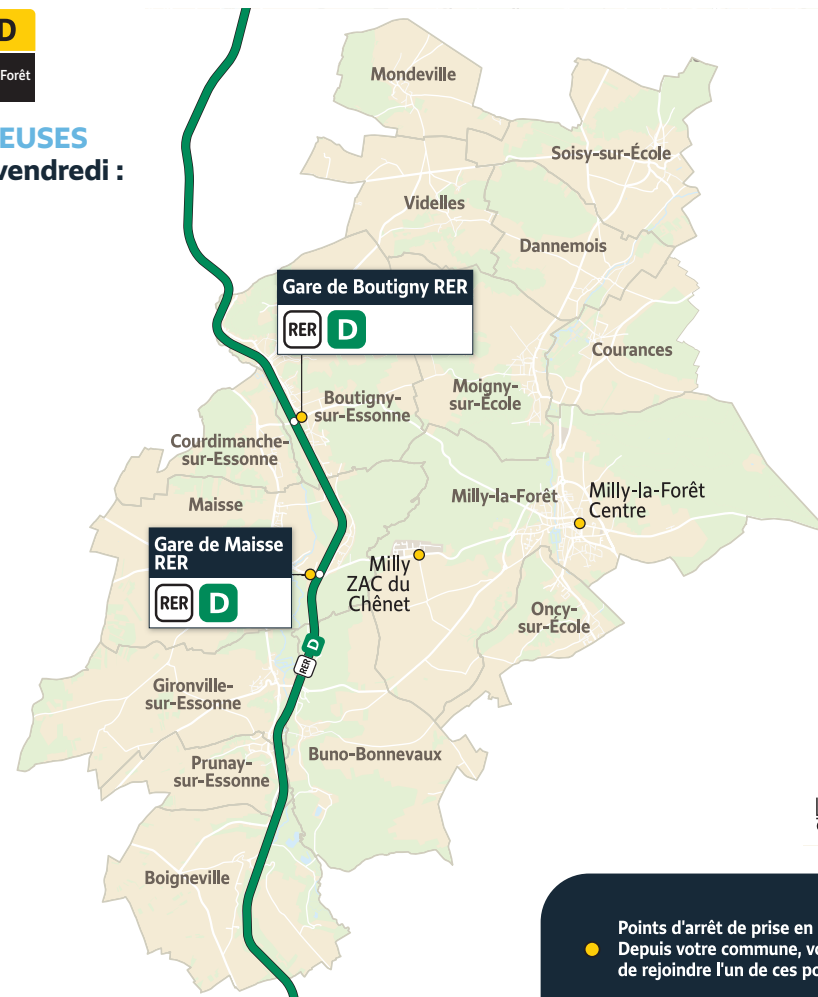 D
Forêt
EUSES
vendredi :
Mondeville
Soisy-sur-École
Videlles
Dannemois
Gare de Boutigny RER
RER D
Courances
Moigny-
sur-École
Boutigny-
sur-Essonne
Courdimanche-
sur-Essonne
Maisse
Milly-la-Forêt
Milly-la-Forêt
Centre
Gare de Maisse
RER
RER D
Milly
ZAC du
Chênet
Oncy-
sur-École
RER D
Gironville-
sur-Essonne
Prunay-
sur-Essonne
Buno-Bonnevaux
Boigneville
Points d'arrêt de prise en
Depuis votre commune, vo
de rejoindre l'un de ces po